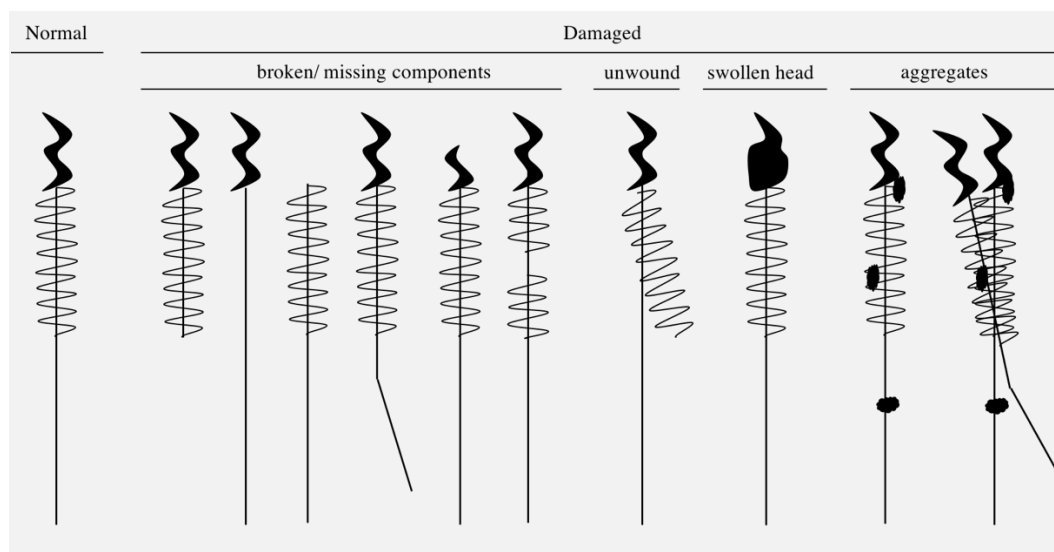 Normal
Damaged
broken/ missing components
unwound
swollen head
aggregates